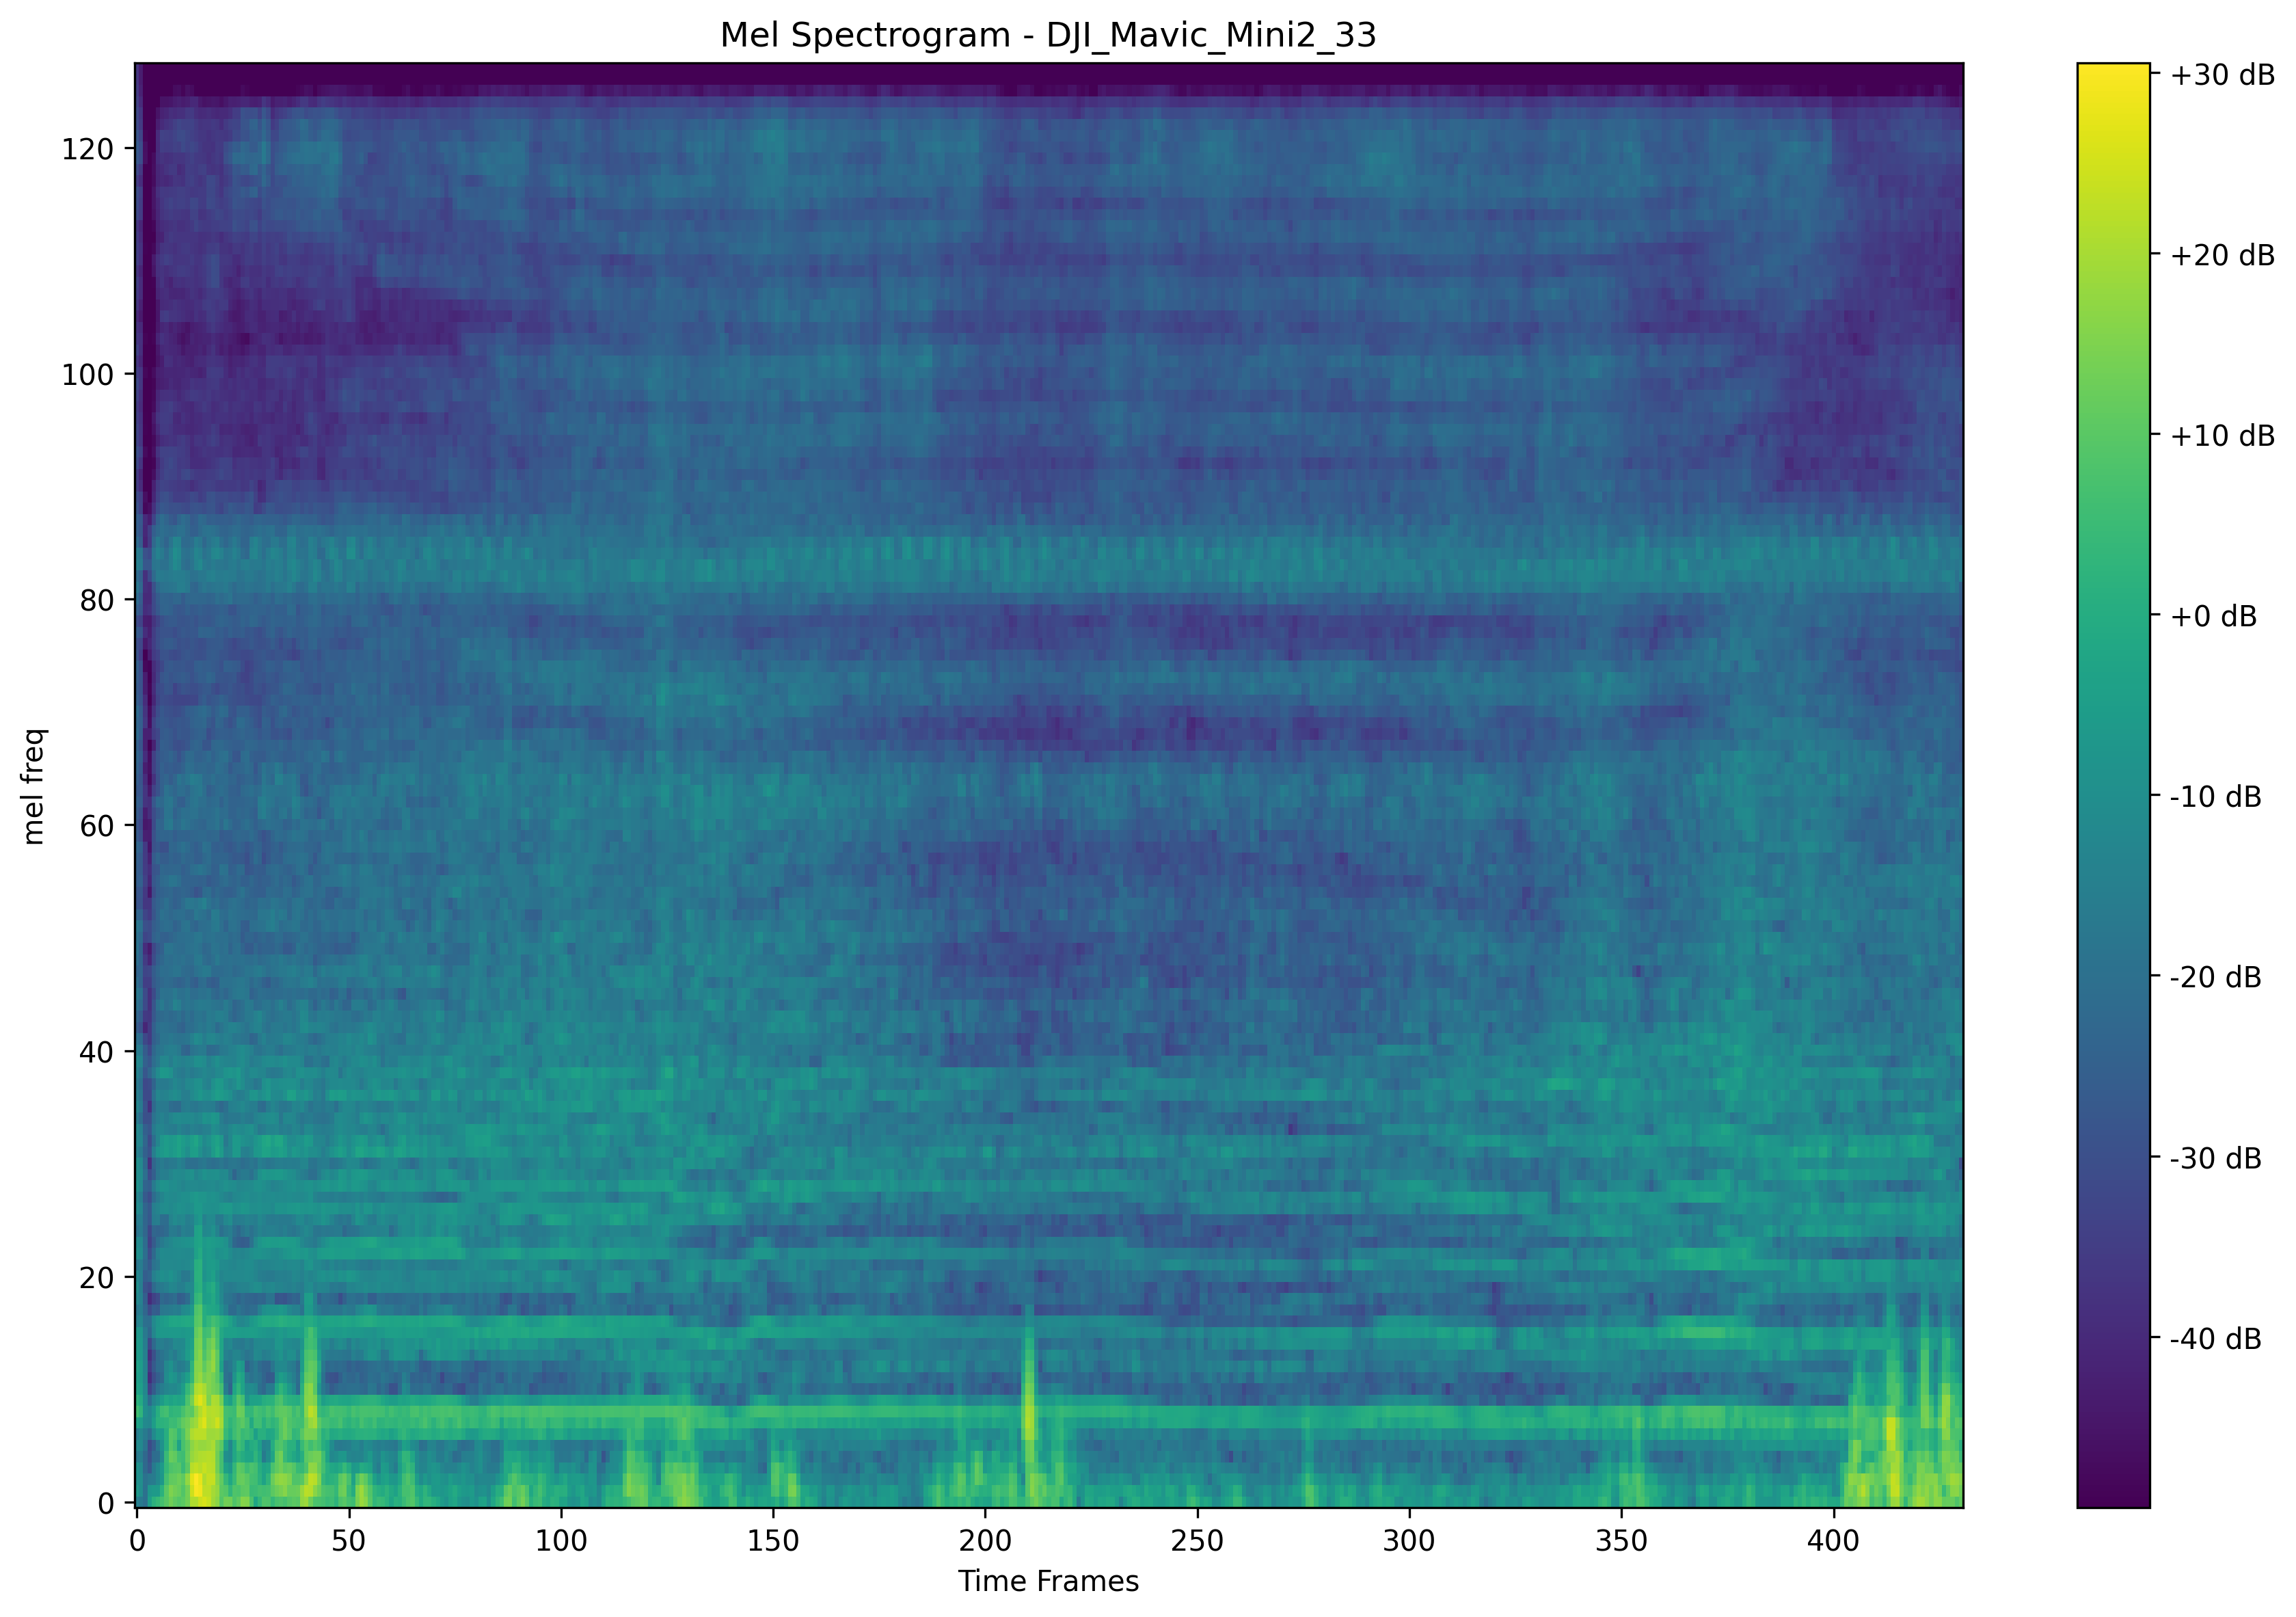 Mel Spectrogram - DJI_Mavic_Mini2_33
mel freq
120
100
80
60
40
20
0
0 50 100 150 200 250 300 350 400
Time Frames
+30 dB
+20 dB
+10 dB
+0 dB
-10 dB
-20 dB
-30 dB
-40 dB